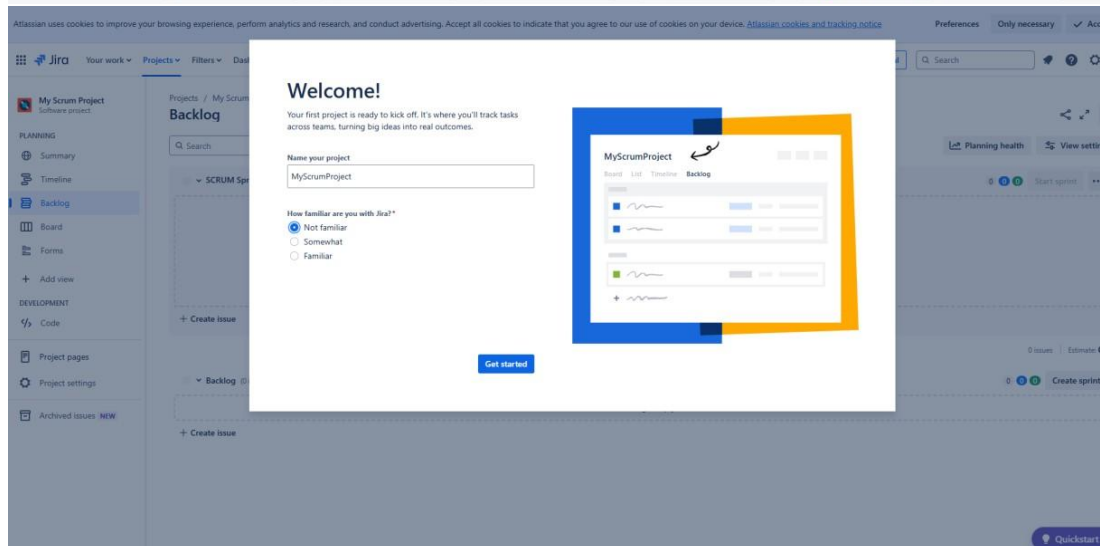 Atlassian uses cookies to improve your browsing experience, perform analytics and research, and conduct advertising. Accept all cookies to indicate that you agree to our use of cookies on your device. Atlassian cookies and tracking notice
Preferences
Only necessary
Jira
Your work
Projects
Filters
Search
My Scrum Project
Software project
PLANNING
Summary
Timeline
Backlog
Board
Forms
Add view
DEVELOPMENT
Code
Project pages
Project settings
Archived issues NEW
Projects / My Scrum
Backlog
Search
SCRUM
+ Create issue
Backlog
+ Create issue
Welcome!
Your first project is ready to kick off. It's where you'll track tasks
across teams, turning big ideas into real outcomes.
Name your project
MyScrumProject
How familiar are you with Jira?*
Not familiar
Somewhat
Familiar
Get started
MyScrumProject
Board List Timeline Backlog
Planning health
0 0 0 Start sprint
0 issues Estimate:
0 0 0 Create sprint
Quickstart